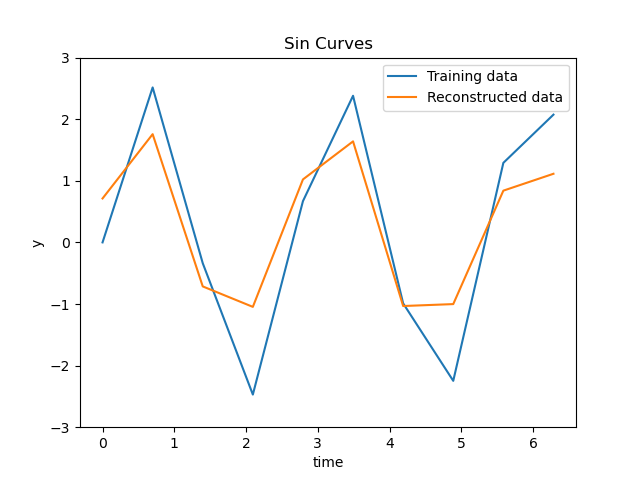 Sin Curves
Training data
Reconstructed data
3
2
1
0
−1
−2
−3
y
0 1 2 3 4 5 6
time